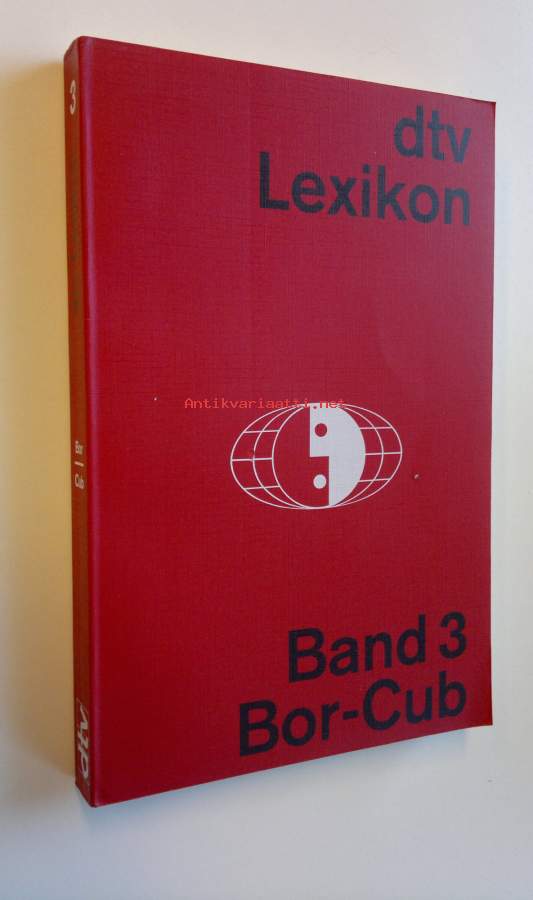 3
Bor
Cub
dtv
dtv
Lexikon
Antikvariaatti.net
Band 3
Bor-Cub